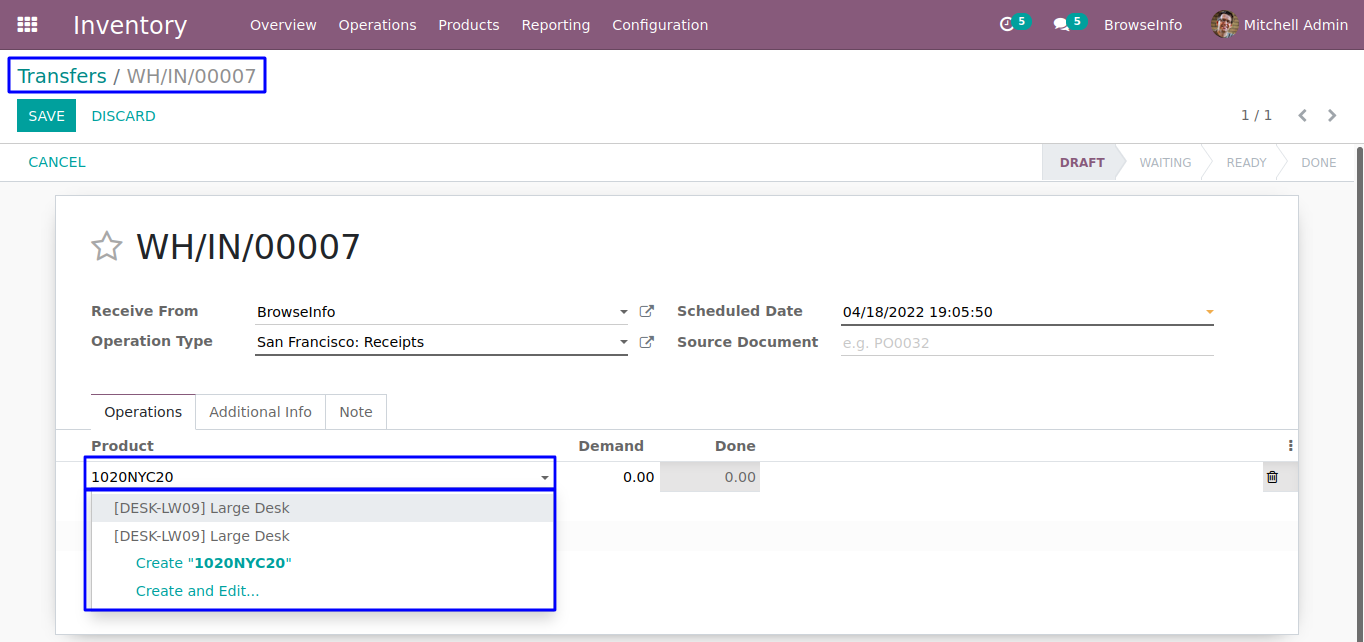 Inventory Overview Operations Products Reporting Configuration 5 5 BrowseInfo Mitchell Admin
Transfers / WH/IN/00007
SAVE DISCARD 1 / 1
CANCEL DRAFT WAITING READY DONE
WH/IN/00007
Receive From BrowseInfo Scheduled Date 04/18/2022 19:05:50
Operation Type San Francisco: Receipts Source Document e.g. PO0032
Operations Additional Info Note
Product Demand Done
1020NYC20 0.00 0.00
[DESK-LW09] Large Desk
[DESK-LW09] Large Desk
Create "1020NYC20"
Create and Edit...